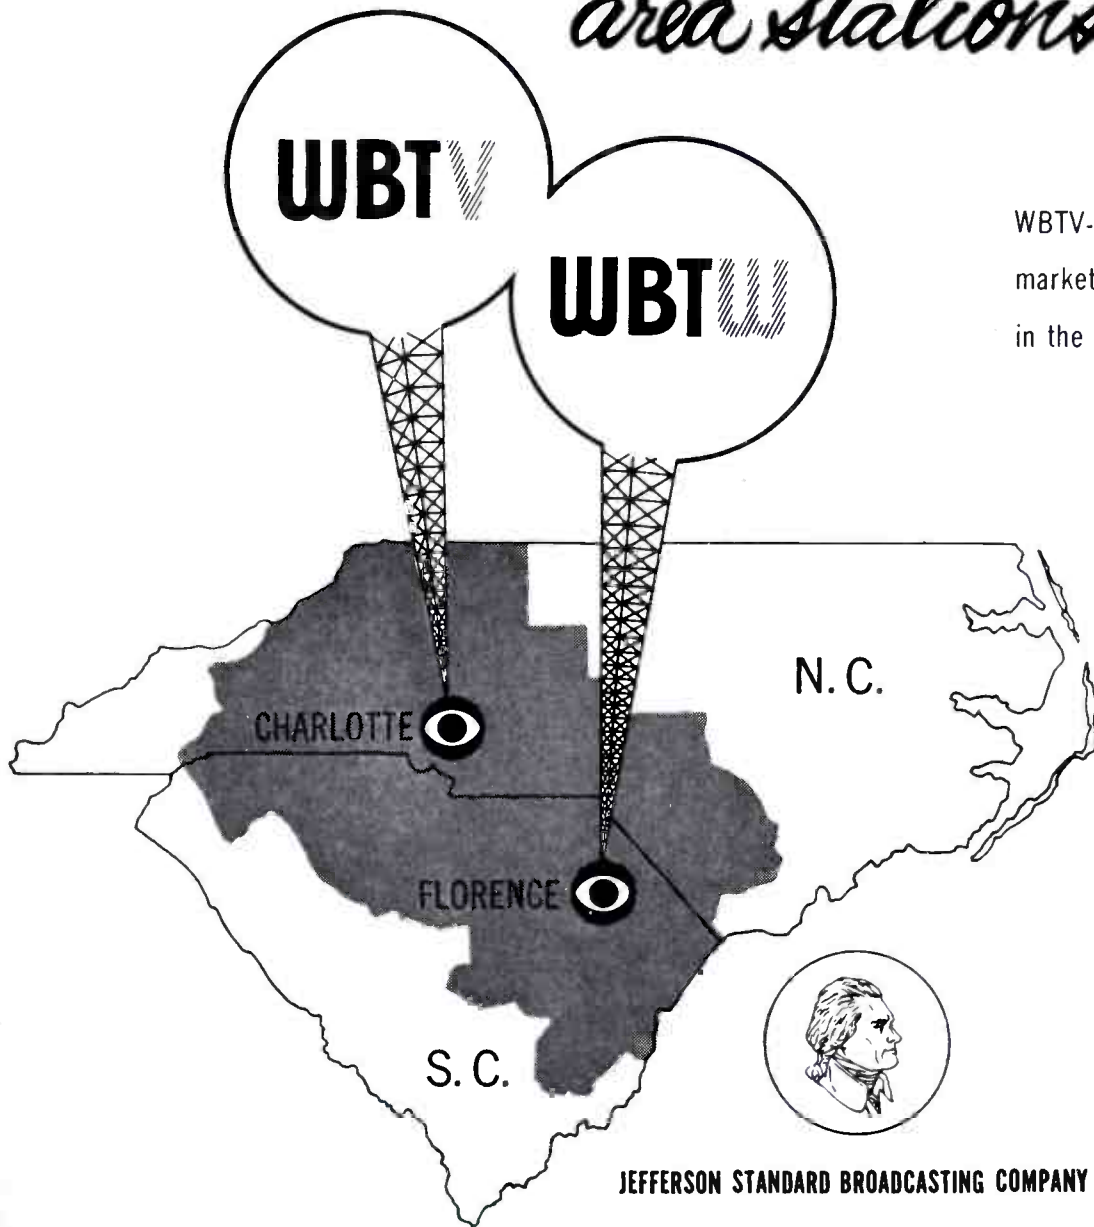 area stations
WBTV
WBTW
WBTV-
market
in the
N. C.
CHARLOTTE
FLORENCE
S. C.
JEFFERSON STANDARD BROADCASTING COMPANY